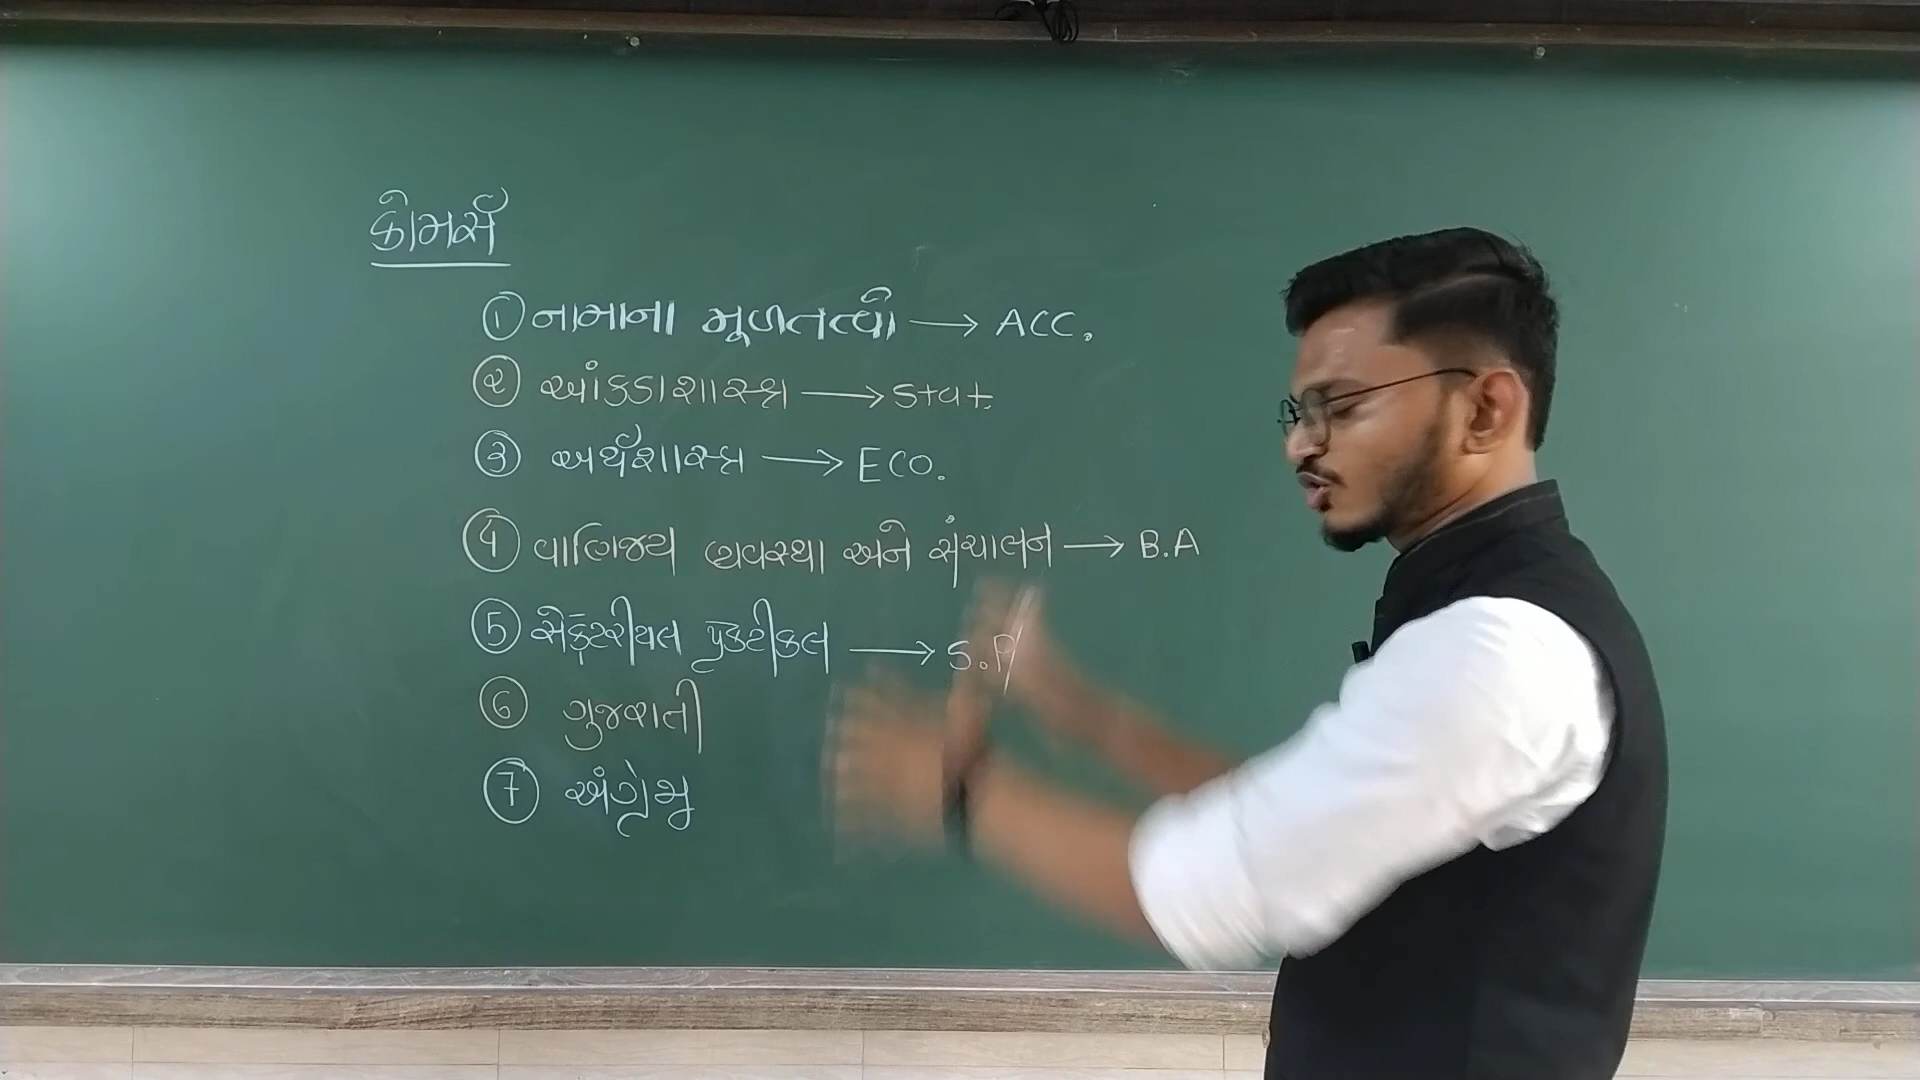 કોમર્સ
① નામાના મૂળતત્વો → ACC.
② આંકડાશાસ્ત્ર → Stat.
③ અર્થશાસ્ત્ર → ECO.
④ વાણિજ્ય વ્યવસ્થા અને સંચાલન → B.A
⑤ સેક્રેટરીયલ પ્રેક્ટીકલ → S.P
⑥ ગુજરાતી
⑦ અંગ્રેજી